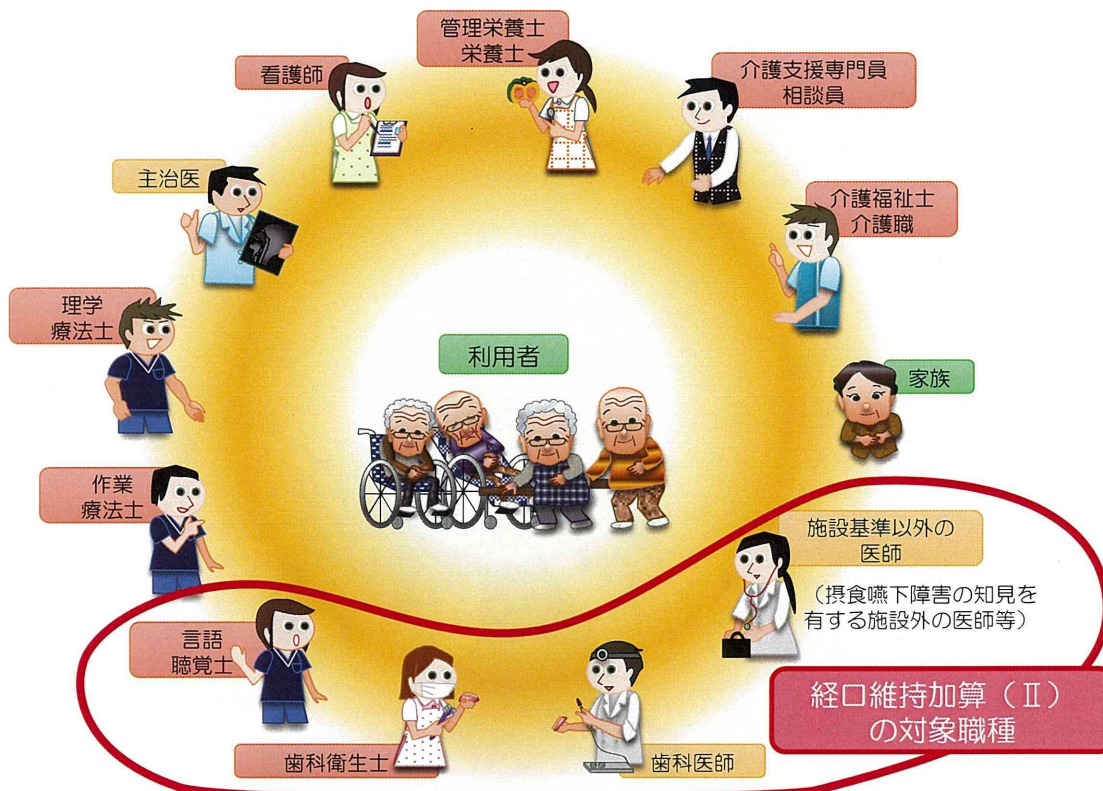 管理栄養士
栄養士
看護師
介護支援専門員
相談員
主治医
介護福祉士
介護職
理学
療法士
利用者
家族
作業
療法士
施設基準以外の
医師
（摂食嚥下障害の知見を
有する施設外の医師等）
言語
聴覚士
経口維持加算（Ⅱ）
の対象職種
歯科衛生士
歯科医師